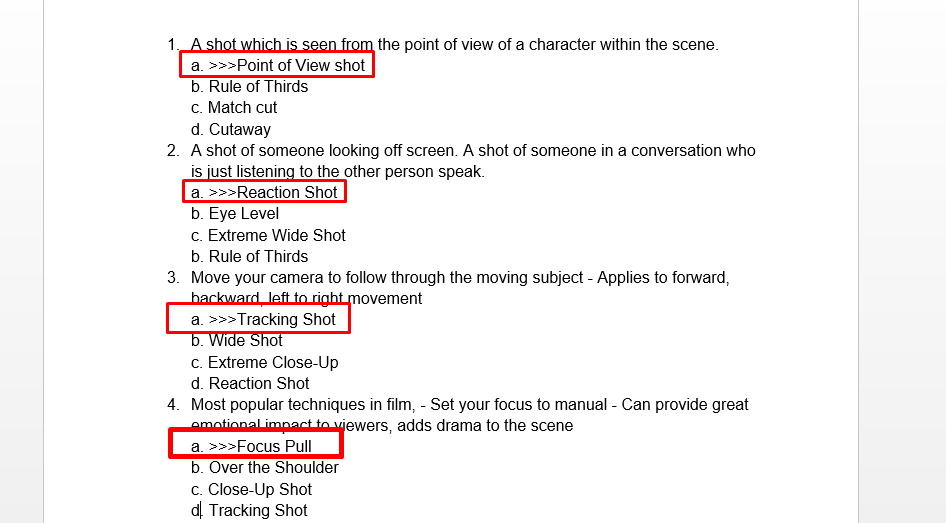 1. A shot which is seen from the point of view of a character within the scene.
a. >>>Point of View shot
b. Rule of Thirds
c. Match cut
d. Cutaway
2. A shot of someone looking off screen. A shot of someone in a conversation who
is just listening to the other person speak.
a. >>>Reaction Shot
b. Eye Level
c. Extreme Wide Shot
b. Rule of Thirds
3. Move your camera to follow through the moving subject - Applies to forward,
backward, left to right movement
a. >>>Tracking Shot
b. Wide Shot
c. Extreme Close-Up
d. Reaction Shot
4. Most popular techniques in film, - Set your focus to manual - Can provide great
emotional impact to viewers, adds drama to the scene
a. >>>Focus Pull
b. Over the Shoulder
c. Close-Up Shot
d. Tracking Shot